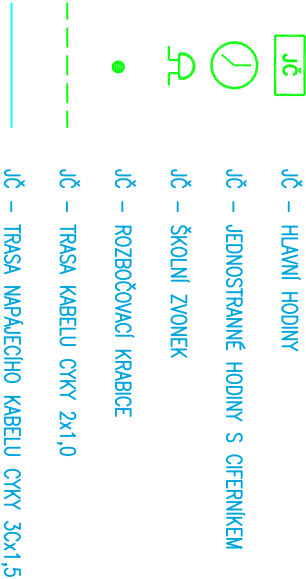 JČ JČ – HLAVNÍ HODINY
JČ – JEDNOSTRANNÉ HODINY S CIFERNÍKEM
JČ – ŠKOLNÍ ZVONEK
JČ – ROZBOČOVACÍ KRABICE
JČ – TRASA KABELU CYKY 2x1,0
JČ – TRASA NAPÁJECÍHO KABELU CYKY 3Cx1,5